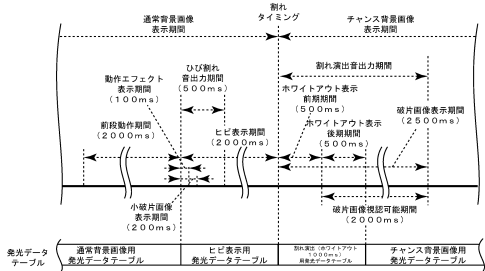 通常背景画像
表示期間
割れ
タイミング
チャンス背景画像
表示期間
ひび割れ
音出力期間
(500ms)
割れ演出音出力期間
動作エフェクト
表示期間
(100ms)
ホワイトアウト表示
前期期間
(500ms)
破片画像表示期間
(2500ms)
前段動作期間
(2000ms)
ヒビ表示期間
(2000ms)
ホワイトアウト表示
後期期間
(500ms)
小破片画像
表示期間
(200ms)
破片画像視認可能期間
(2000ms)
発光データ
テーブル
通常背景画像用
発光データテーブル
ヒビ表示用
発光データテーブル
割れ演出(ホワイトアウト
1000ms)
用発光データテーブル
チャンス背景画像用
発光データテーブル